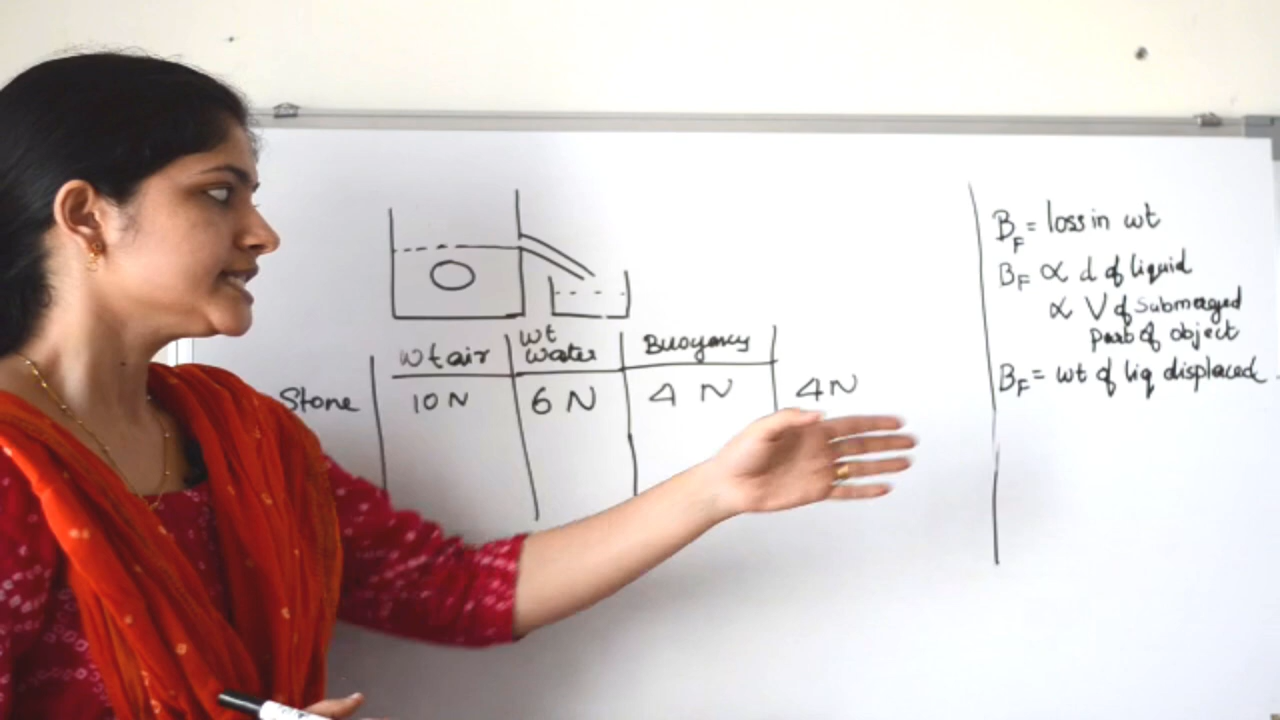 wt air
wt water
Buoyancy
Stone
10 N
6 N
4 N
4 N
B_F = loss in wt
B_F ∝ d of liquid
∝ V of Submerged
part of object
B_F = wt of liq displaced.